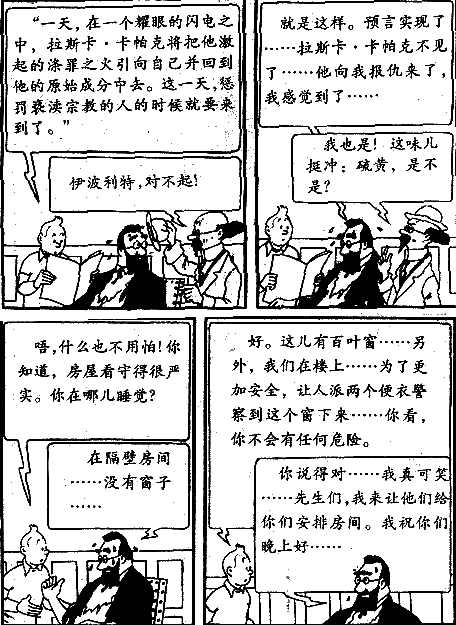 “一天，在一个耀眼的闪电之
中，拉斯卡·卡帕克将把他激
起的涤罪之火引向自己并回到
他的原始成分中去。这一天，惩
罚亵渎宗教的人的时候就要来
到了。”
伊波利特，对不起！
就是这样。预言实现了
……拉斯卡·卡帕克不见
了……他向我报仇来了，
我感觉到了……
我也是！这味儿
挺冲：硫黄，是不
是？
唔，什么也不用怕！你
知道，房屋看守得很严
实。你在哪儿睡觉？
在隔壁房间
……没有窗子
……
好。这儿有百叶窗……另
外，我们在楼上……为了更
加安全，让人派两个便衣警
察到这个窗下来……你看，
你不会有任何危险。
你说得对……我真可笑
……先生们，我来让他们给
你们安排房间。我祝你们
晚上好……